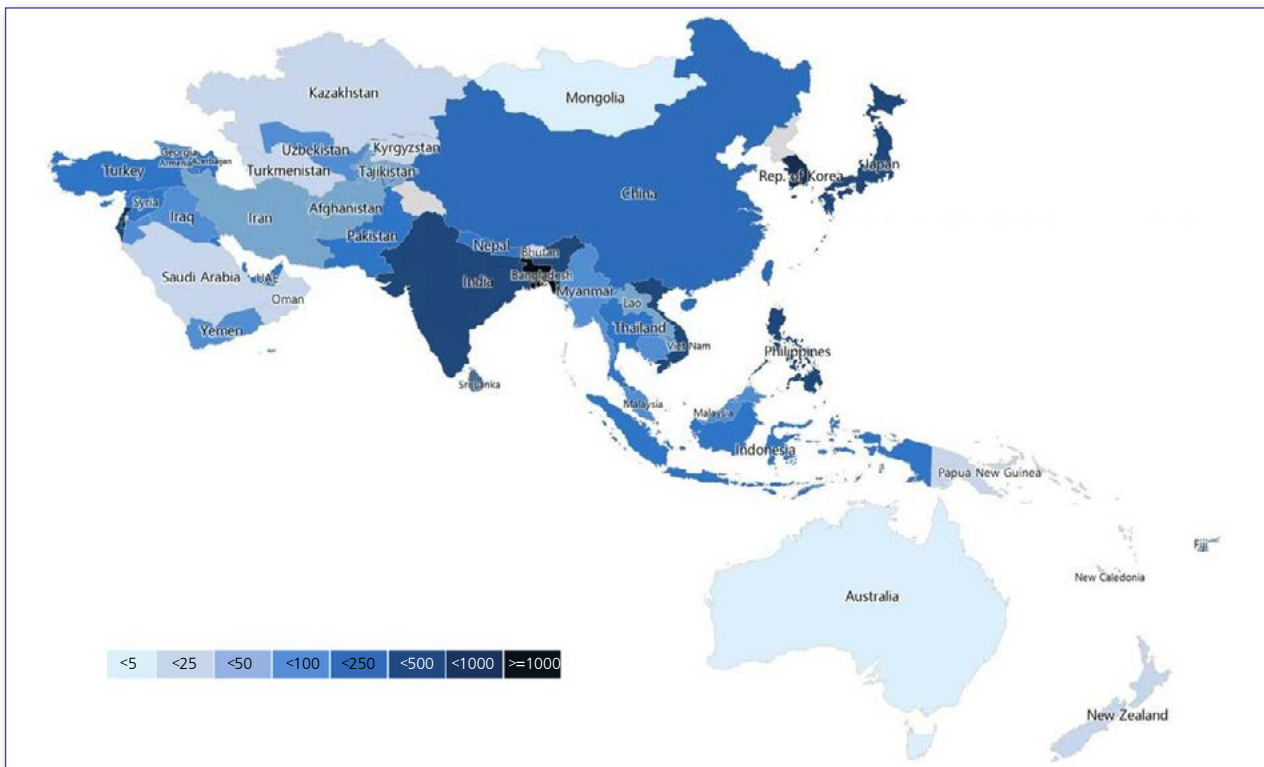 Kazakhstan
Mongolia
Uzbekistan
Kyrgyzstan
Georgia
Armenia
Azerbaijan
Turkmenistan
Tajikistan
Turkey
Japan
Rep. of Korea
China
Syria
Iraq
Iran
Afghanistan
Pakistan
Nepal
Bhutan
Saudi Arabia
UAE
India
Bangladesh
Myanmar
Oman
Lao
Yemen
Thailand
Viet Nam
Philippines
Sri Lanka
Malaysia
Malaysia
Indonesia
Papua New Guinea
Fiji
New Caledonia
Australia
<5 <25 <50 <100 <250 <500 <1000 >=1000
New Zealand